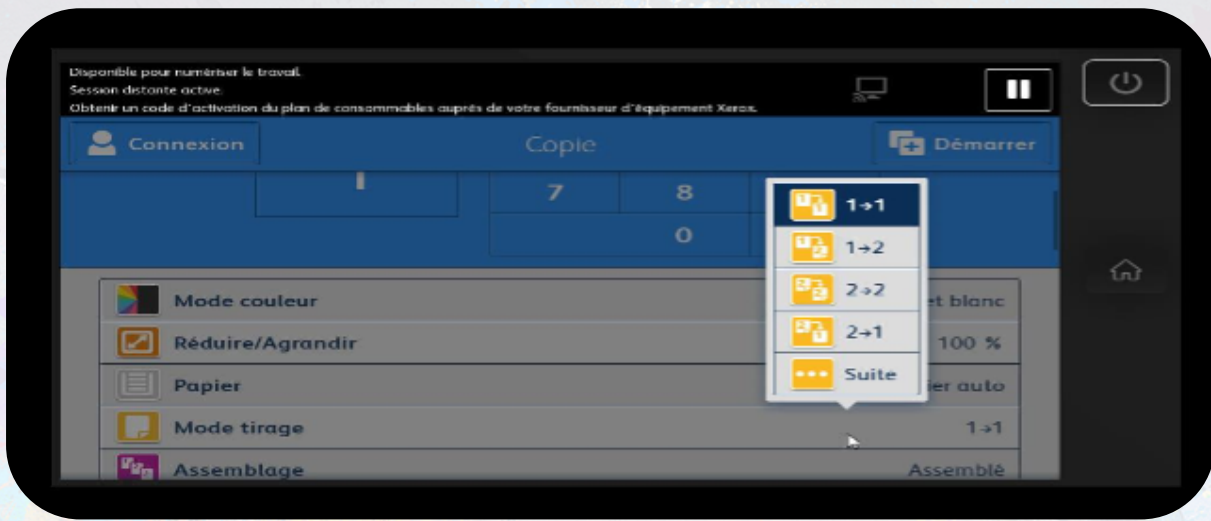 Disponible pour numériser le travail.
Session distante active.
Obtenir un code d'activation du plan de consommables auprès de votre fournisseur d'équipement Xerox.
Connexion
Copie
Démarrer
7 8
0
1→1
1→2
2→2
2→1
Suite
Mode couleur et blanc
Réduire/Agrandir 100 %
Papier auto
Mode tirage 1→1
Assemblage Assemblé